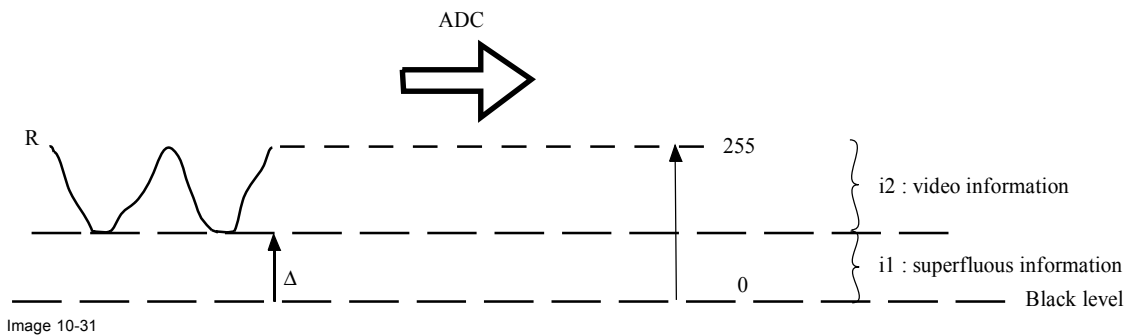 ADC
R
255
i2 : video information
Δ
0
i1 : superfluous information
Black level
Image 10-31